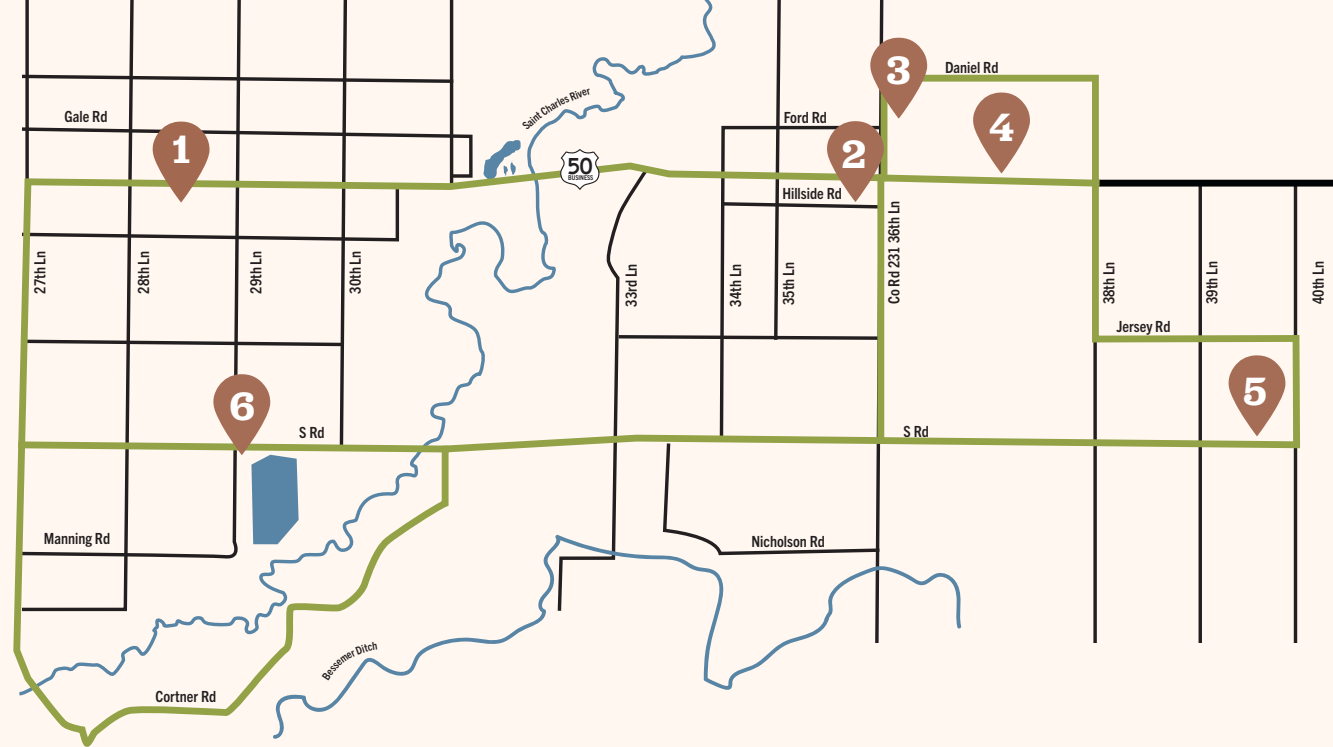 3
Daniel Rd
Saint Charles River
Gale Rd
Ford Rd
4
1
2
50
BUSINESS
Hillside Rd
27th Ln
28th Ln
29th Ln
30th Ln
33rd Ln
34th Ln
35th Ln
Co Rd 231 36th Ln
38th Ln
39th Ln
40th Ln
Jersey Rd
5
6
S Rd
S Rd
Manning Rd
Nicholson Rd
Bessemer Ditch
Cortner Rd